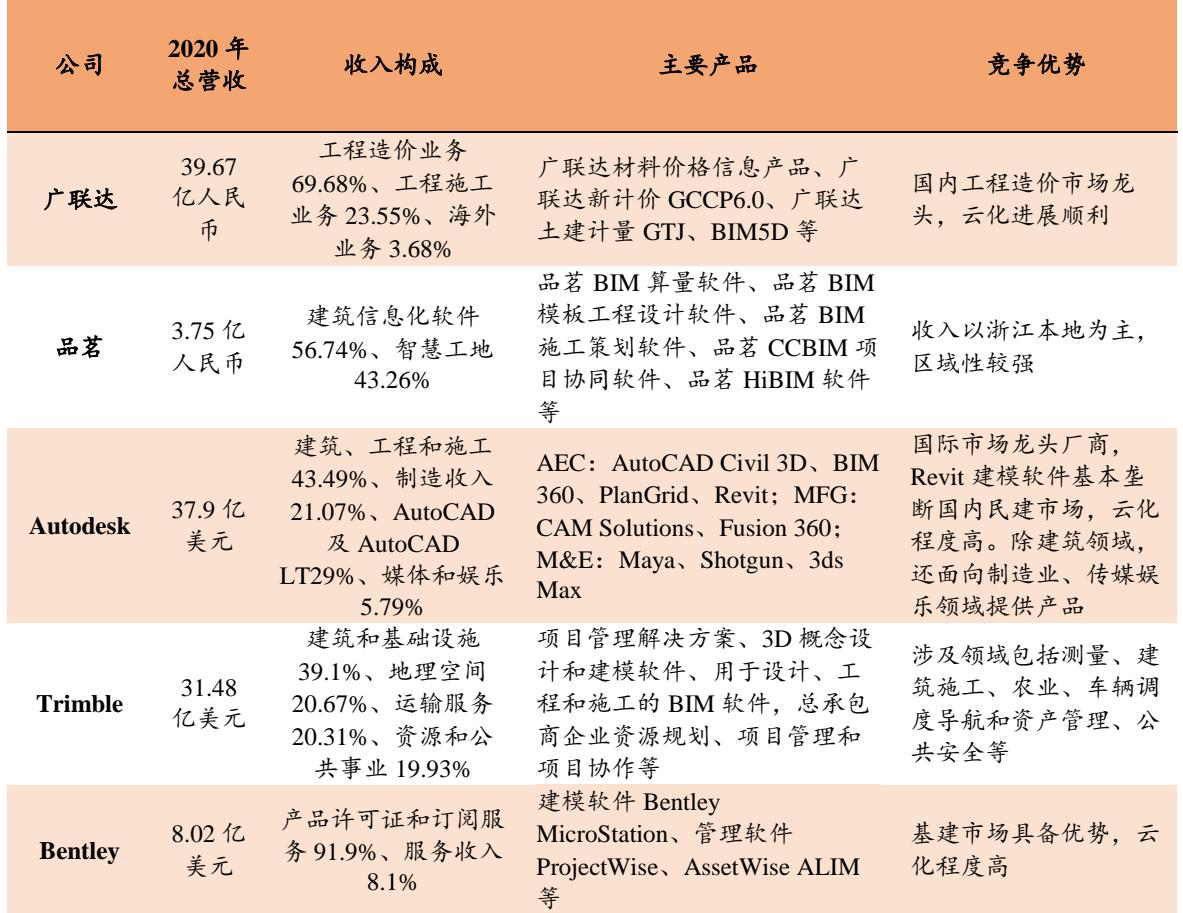 公司
2020 年
总营收
收入构成
主要产品
竞争优势
广联达
39.67
亿人民
币
工程造价业务
69.68%、工程施工
业务 23.55%、海外
业务 3.68%
广联达材料价格信息产品、广
联达新计价 GCCP6.0、广联达
土建计量 GTJ、BIM5D 等
国内工程造价市场龙
头，云化进展顺利
品茗
3.75 亿
人民币
建筑信息化软件
56.74%、智慧工地
43.26%
品茗 BIM 算量软件、品茗 BIM
模板工程设计软件、品茗 BIM
施工策划软件、品茗 CCBIM 项
目协同软件、品茗 HiBIM 软件
等
收入以浙江本地为主，
区域性较强
Autodesk
37.9 亿
美元
建筑、工程和施工
43.49%、制造收入
21.07%、AutoCAD
及 AutoCAD
LT29%、媒体和娱乐
5.79%
AEC：AutoCAD Civil 3D、BIM
360、PlanGrid、Revit；MFG：
CAM Solutions、Fusion 360；
M&E：Maya、Shotgun、3ds
Max
国际市场龙头厂商，
Revit 建模软件基本垄
断国内民建市场，云化
程度高。除建筑领域，
还面向制造业、传媒娱
乐领域提供产品
Trimble
31.48
亿美元
建筑和基础设施
39.1%、地理空间
20.67%、运输服务
20.31%、资源和公
共事业 19.93%
项目管理解决方案、3D 概念设
计和建模软件、用于设计、工
程和施工的 BIM 软件，总承包
商企业资源规划、项目管理和
项目协作等
涉及领域包括测量、建
筑施工、农业、车辆调
度导航和资产管理、公
共安全等
Bentley
8.02 亿
美元
产品许可证和订阅服
务 91.9%、服务收入
8.1%
建模软件 Bentley
MicroStation、管理软件
ProjectWise、AssetWise ALIM
等
基建市场具备优势，云
化程度高